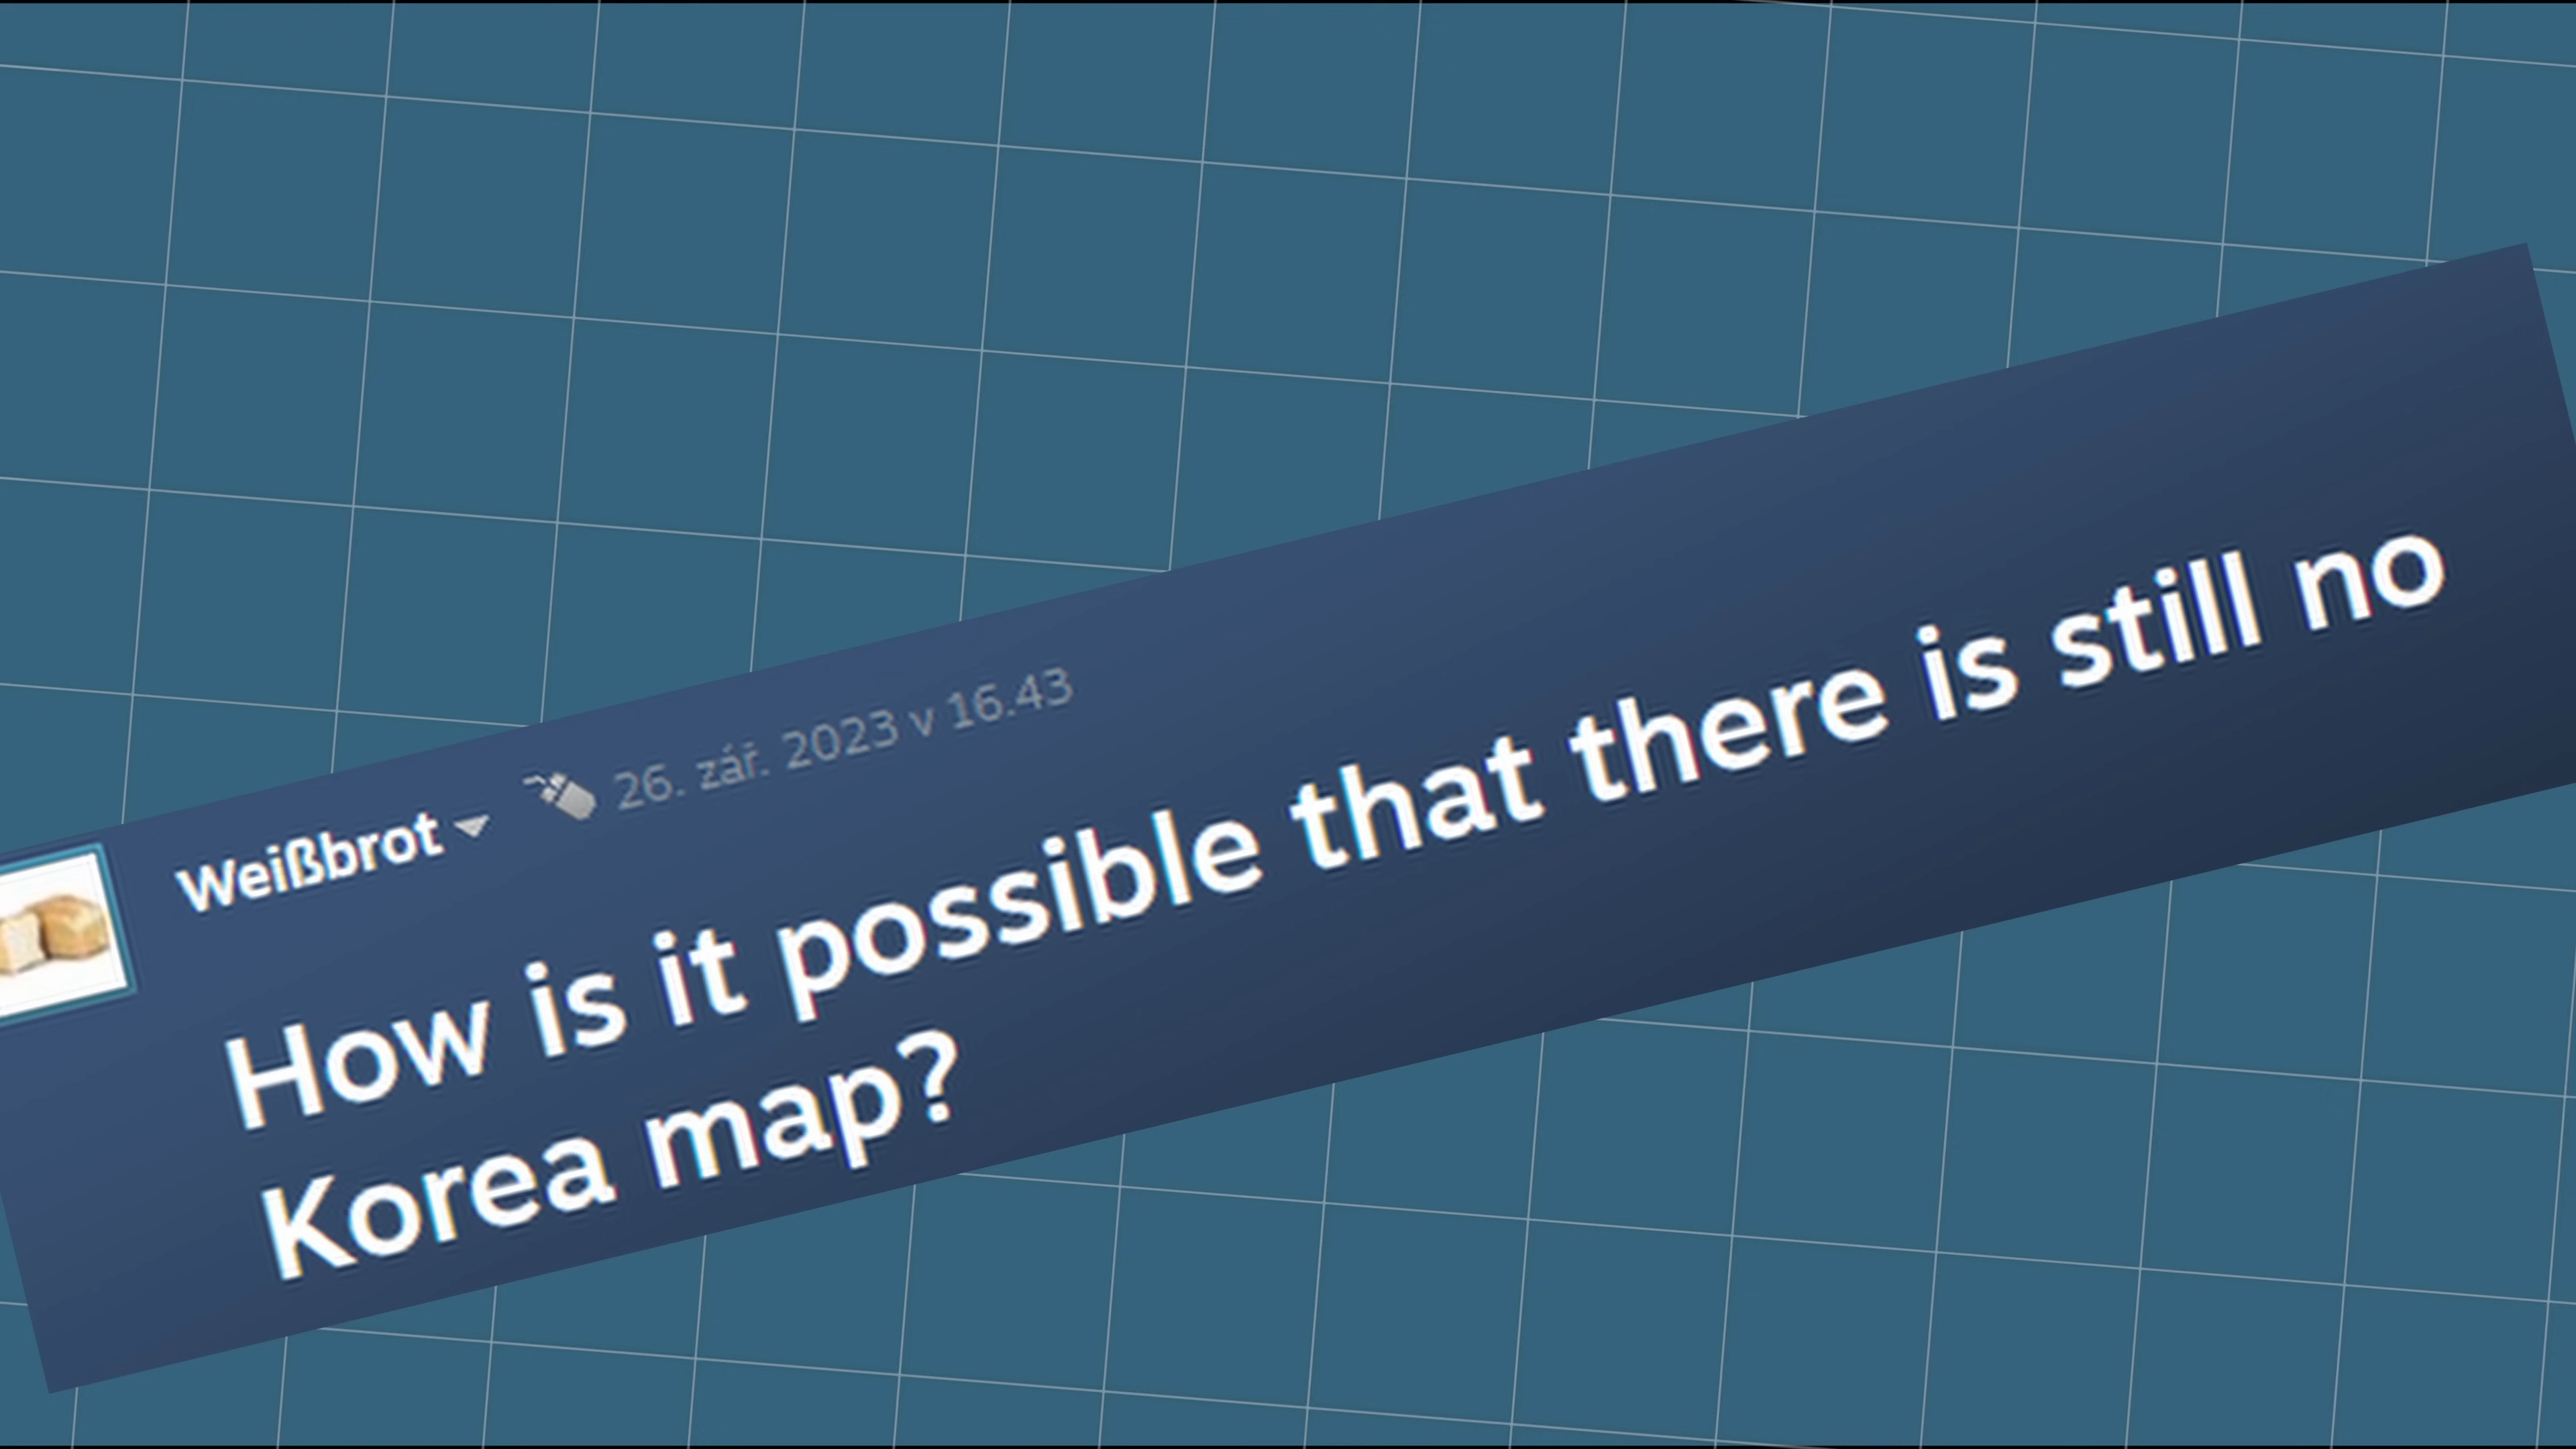 Weißbrot 26. zář. 2023 v 16.43
How is it possible that there is still no
Korea map?